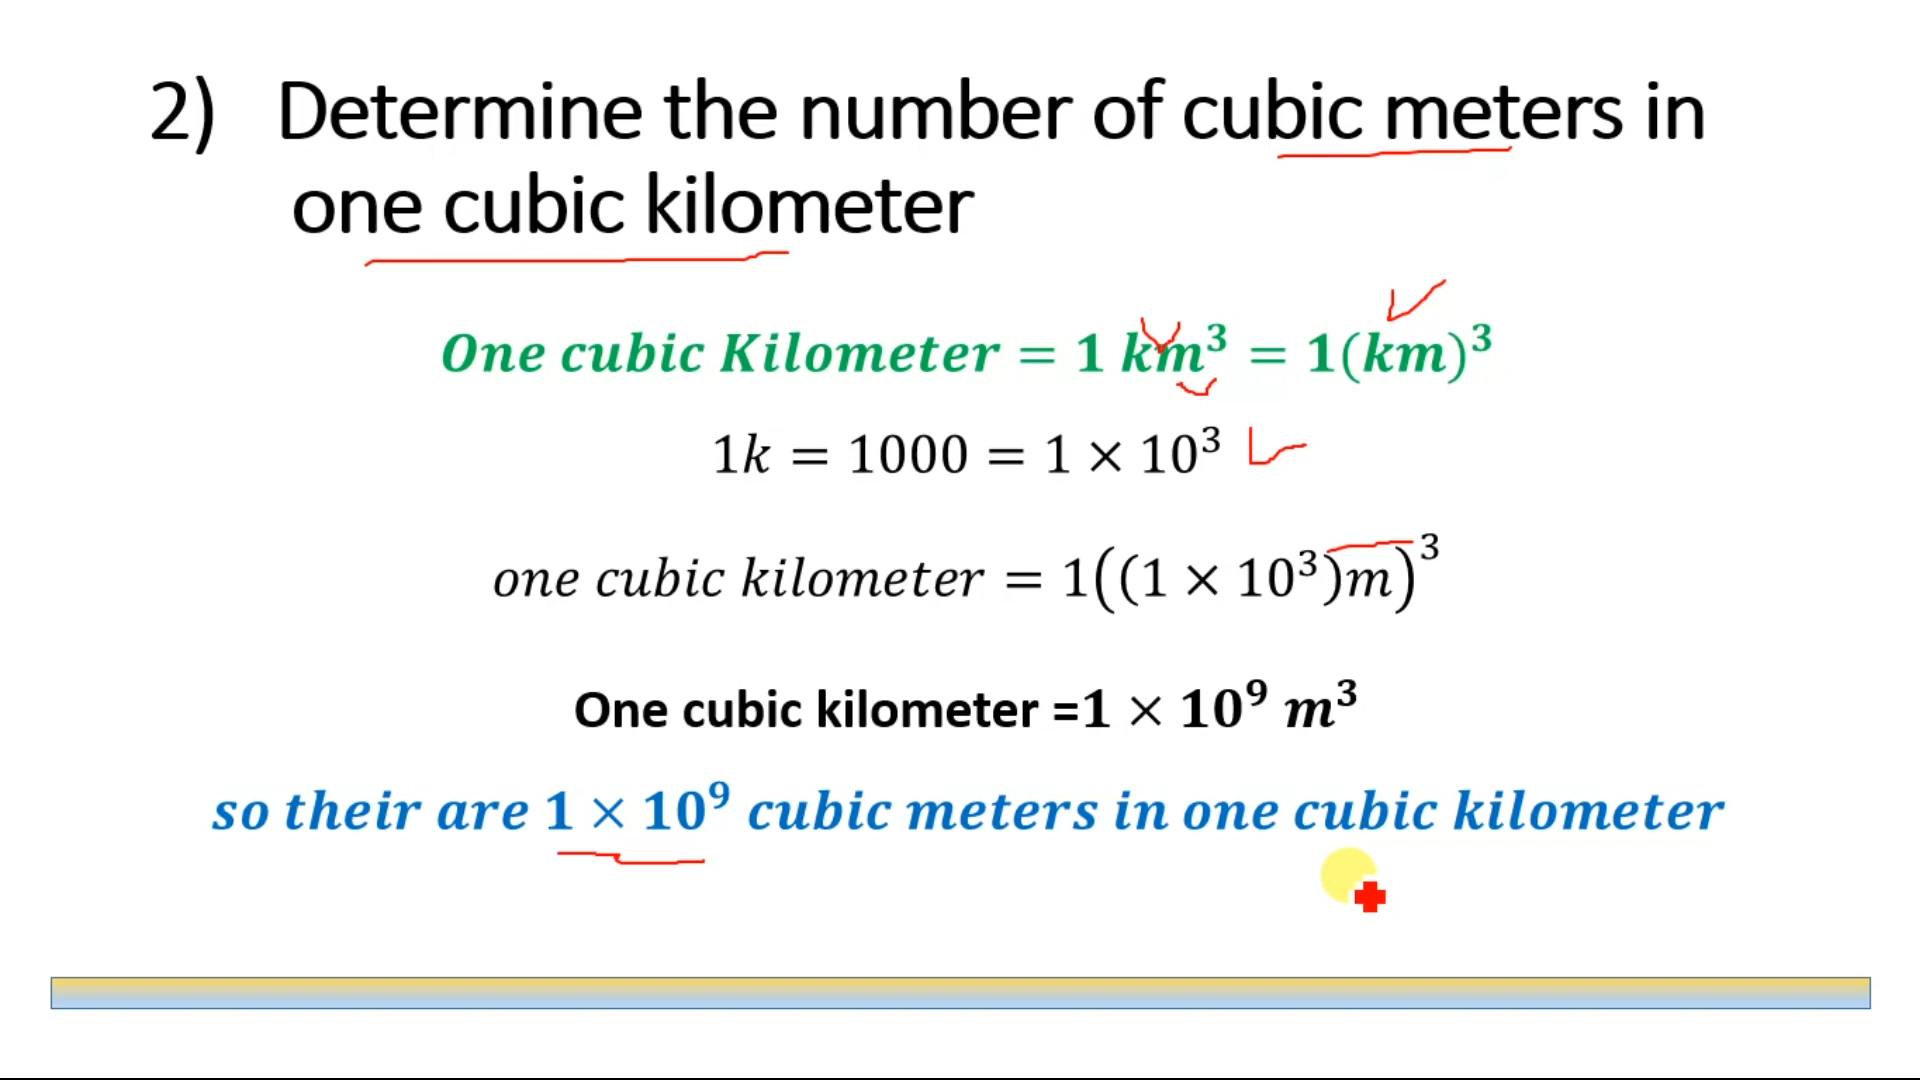 2) Determine the number of cubic meters in
one cubic kilometer
One cubic Kilometer = 1 km³ = 1(km)³
1k = 1000 = 1 × 10³
one cubic kilometer = 1((1 × 10³)m)³
One cubic kilometer =1 × 10⁹ m³
so their are 1 × 10⁹ cubic meters in one cubic kilometer